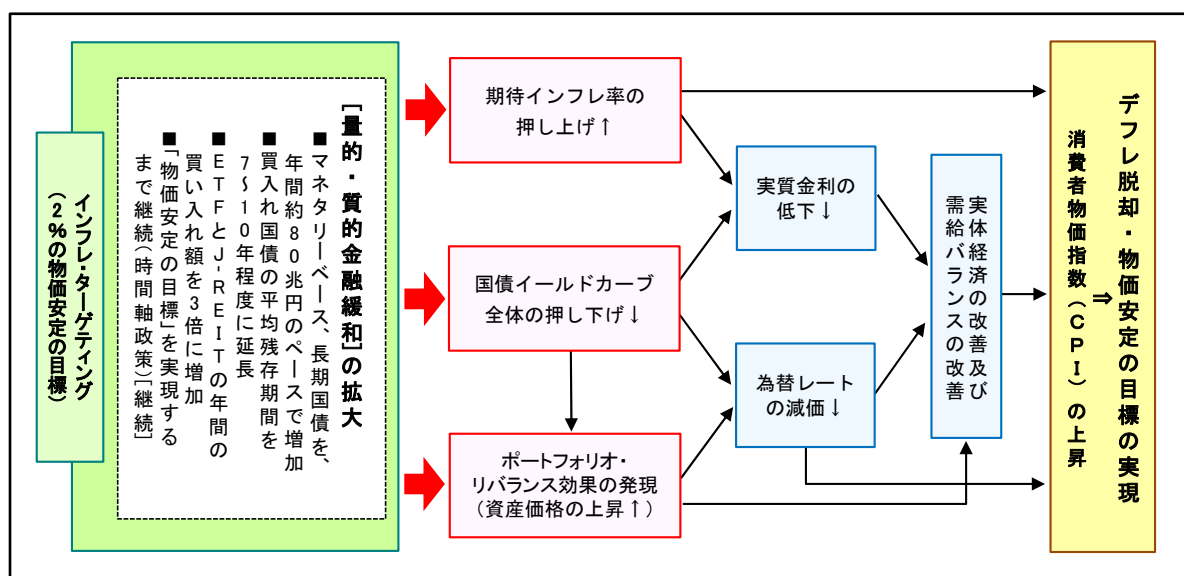 インフレ・ターゲティング
(2%の物価安定の目標)
[量的・質的金融緩和]の拡大
■マネタリーベース、長期国債を、
年間約80兆円のペースで増加
■買入れ国債の平均残存期間を
7~10年程度に延長
■ETFとJ-REITの年間の
買い入れ額を3倍に増加
■「物価安定の目標」を実現する
まで継続(時間軸政策)[継続]
期待インフレ率の
押し上げ↑
国債イールドカーブ
全体の押し下げ↓
ポートフォリオ・
リバランス効果の発現
(資産価格の上昇↑)
実質金利の
低下↓
為替レート
の減価↓
実体経済の改善及び
需給バランスの改善
デフレ脱却・物価安定の目標の実現
⇒
消費者物価指数(CPI)の上昇